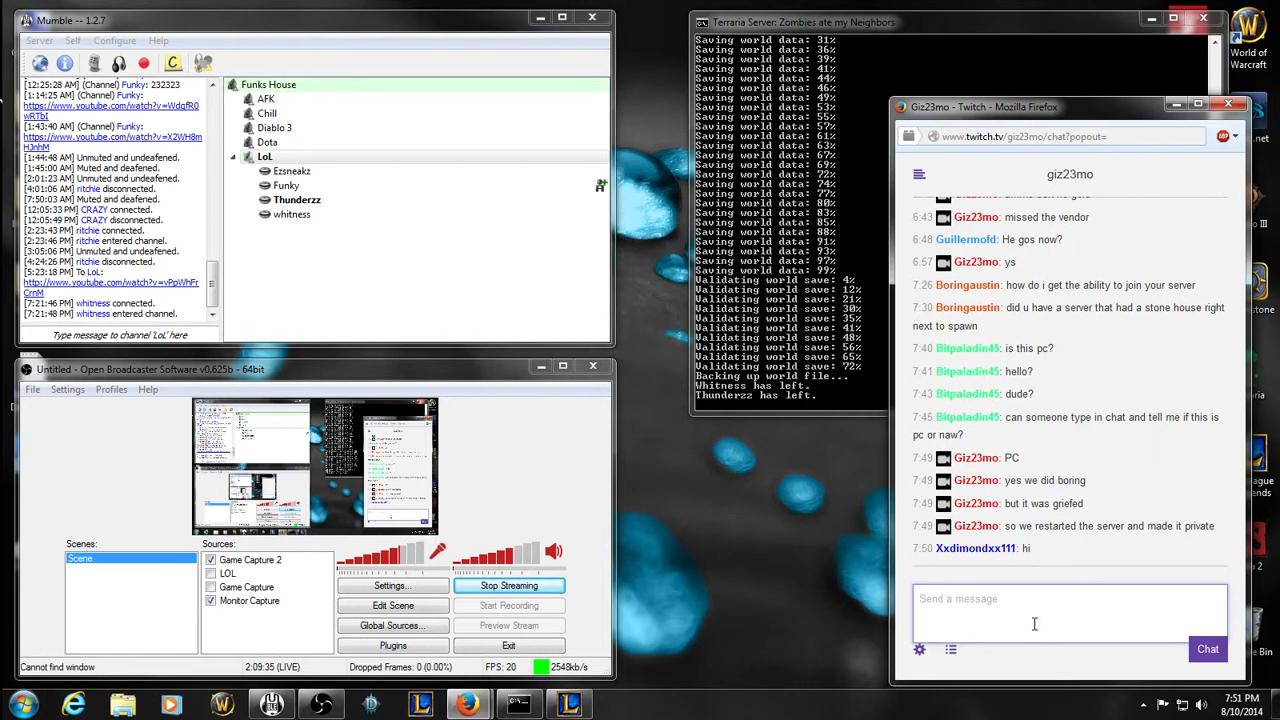 Mumble -- 1.2.7
Server Self Configure Help
[12:25:28 AM] (Channel) Funky: 232323
[1:14:25 AM] (Channel) Funky:
https://www.youtube.com/watch?v=WdgfR0
wRTbI
[1:43:40 AM] (Channel) Funky:
https://www.youtube.com/watch?v=X2WH8m
HJnhM
[1:44:48 AM] Unmuted and undeafened.
[1:45:00 AM] Muted and deafened.
[2:01:23 AM] Unmuted and undeafened.
[4:01:06 AM] ritchie disconnected.
[7:50:03 AM] Muted and deafened.
[12:05:33 PM] CRAZY connected.
[12:05:49 PM] CRAZY disconnected.
[2:23:43 PM] ritchie connected.
[2:23:46 PM] ritchie entered channel.
[3:05:06 PM] Unmuted and undeafened.
[4:24:26 PM] ritchie disconnected.
[5:23:18 PM] To LoL:
http://www.youtube.com/watch?v=vPpWhFr
CrnM
[7:21:46 PM] whitness connected.
[7:21:48 PM] whitness entered channel.
Type message to channel 'LoL' here
Funks House
AFK
Chill
Diablo 3
Dota
LoL
Ezsneakz
Funky
Thunderzz
whitness
Terraria Server: Zombies ate my Neighbors
Saving world data: 31%
Saving world data: 36%
Saving world data: 39%
Saving world data: 41%
Saving world data: 44%
Saving world data: 46%
Saving world data: 49%
Saving world data: 53%
Saving world data: 55%
Saving world data: 57%
Saving world data: 61%
Saving world data: 63%
Saving world data: 67%
Saving world data: 69%
Saving world data: 72%
Saving world data: 74%
Saving world data: 77%
Saving world data: 80%
Saving world data: 83%
Saving world data: 85%
Saving world data: 88%
Saving world data: 91%
Saving world data: 93%
Saving world data: 97%
Saving world data: 99%
Validating world save: 4%
Validating world save: 12%
Validating world save: 21%
Validating world save: 30%
Validating world save: 35%
Validating world save: 41%
Validating world save: 48%
Validating world save: 56%
Validating world save: 65%
Validating world save: 72%
Backing up world file...
Whitness has left.
Thunderzz has left.
World of
Warcraft
Giz23mo - Twitch - Mozilla Firefox
www.twitch.tv/giz23mo/chat?popout=
giz23mo
6:43 Giz23mo: missed the vendor
6:48 Guillermofd: He gos now?
6:57 Giz23mo: ys
7:26 Boringaustin: how do i get the ability to join your server
7:30 Boringaustin: did u have a server that had a stone house right
next to spawn
7:40 Bitpaladin45: is this pc?
7:41 Bitpaladin45: hello?
7:43 Bitpaladin45: dude?
7:45 Bitpaladin45: can someone type in chat and tell me if this is
pc or naw?
7:49 Giz23mo: PC
7:49 Giz23mo: yes we did boring
7:49 Giz23mo: but it was griefed
7:49 Giz23mo: so we restarted the server and made it private
7:50 Xxdimondxx111: hi
Send a message
Chat
Untitled - Open Broadcaster Software v0.625b - 64bit
File Settings Profiles Help
Scenes:
Scene
Sources:
Game Capture 2
LOL
Game Capture
Monitor Capture
Settings...
Stop Streaming
Edit Scene
Start Recording
Global Sources...
Preview Stream
Plugins
Exit
Cannot find window
2:09:35 (LIVE)
Dropped Frames: 0 (0.00%)
FPS: 20
2548kb/s
7:51 PM
8/10/2014